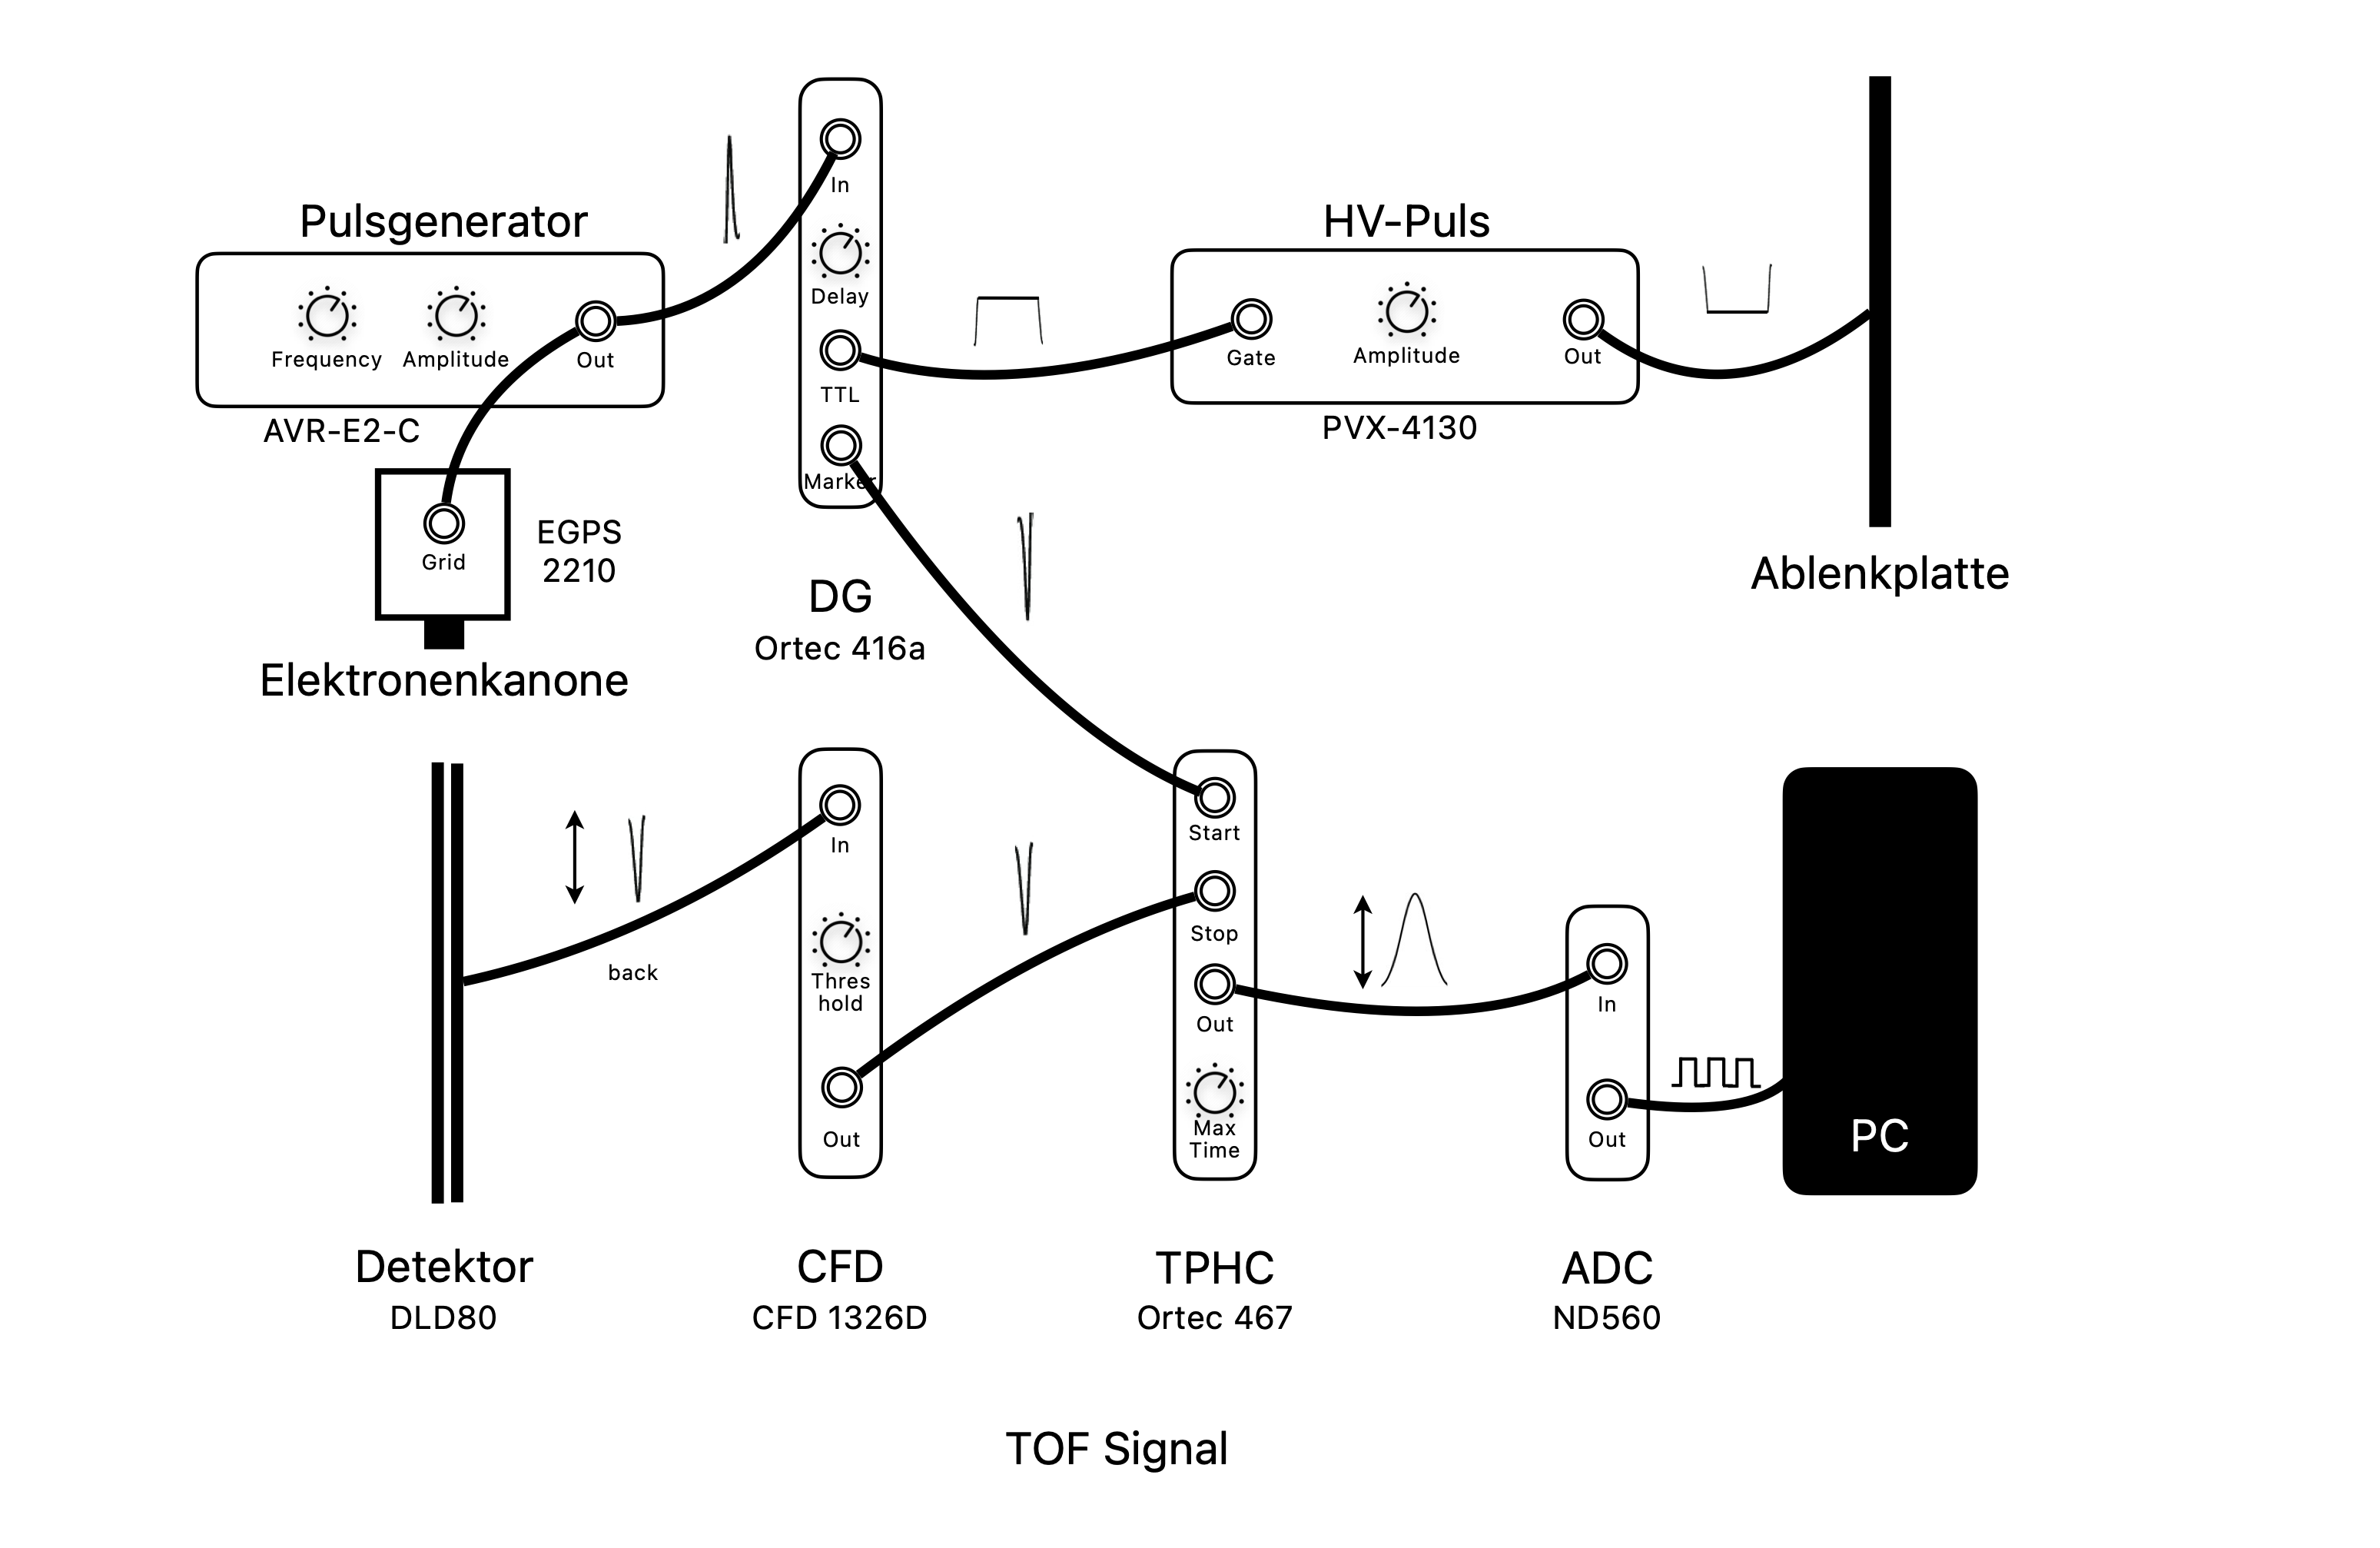 Pulsgenerator
Frequency
Amplitude
Out
AVR-E2-C
Grid
EGPS
2210
Elektronenkanone
In
Delay
TTL
Marker
DG
Ortec 416a
HV-Puls
Gate
Amplitude
Out
PVX-4130
Ablenkplatte
back
Detektor
DLD80
In
Thres
hold
Out
CFD
CFD 1326D
Start
Stop
Out
Max
Time
TPHC
Ortec 467
In
Out
ADC
ND560
PC
TOF Signal